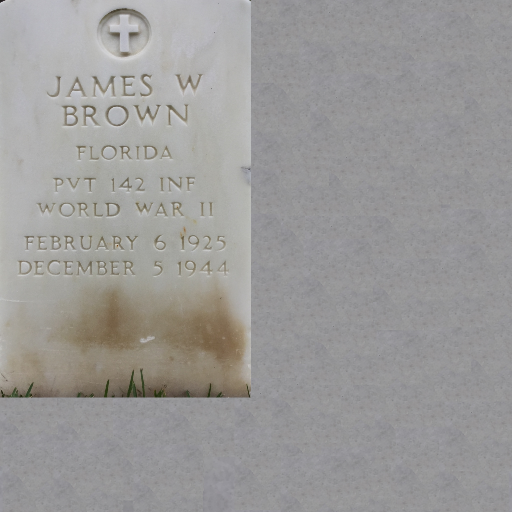 JAMES W
BROWN
FLORIDA
PVT 142 INF
WORLD WAR II
FEBRUARY 6 1925
DECEMBER 5 1944